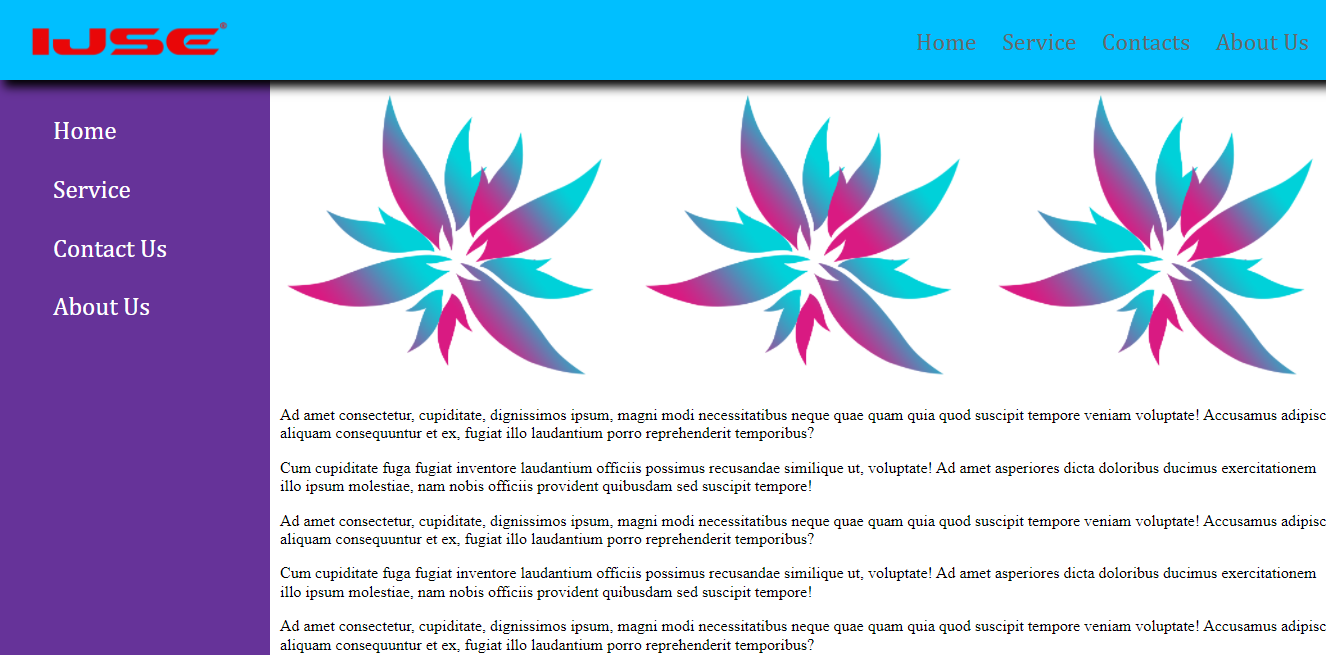 IJSE®
Home Service Contacts About Us
Home
Service
Contact Us
About Us
Ad amet consectetur, cupiditate, dignissimos ipsum, magni modi necessitatibus neque quae quam quia quod suscipit tempore veniam voluptate! Accusamus adipisc
aliquam consequuntur et ex, fugiat illo laudantium porro reprehenderit temporibus?
Cum cupiditate fuga fugiat inventore laudantium officiis possimus recusandae similique ut, voluptate! Ad amet asperiores dicta doloribus ducimus exercitationem
illo ipsum molestiae, nam nobis officiis provident quibusdam sed suscipit tempore!
Ad amet consectetur, cupiditate, dignissimos ipsum, magni modi necessitatibus neque quae quam quia quod suscipit tempore veniam voluptate! Accusamus adipisc
aliquam consequuntur et ex, fugiat illo laudantium porro reprehenderit temporibus?
Cum cupiditate fuga fugiat inventore laudantium officiis possimus recusandae similique ut, voluptate! Ad amet asperiores dicta doloribus ducimus exercitationem
illo ipsum molestiae, nam nobis officiis provident quibusdam sed suscipit tempore!
Ad amet consectetur, cupiditate, dignissimos ipsum, magni modi necessitatibus neque quae quam quia quod suscipit tempore veniam voluptate! Accusamus adipisc
aliquam consequuntur et ex, fugiat illo laudantium porro reprehenderit temporibus?